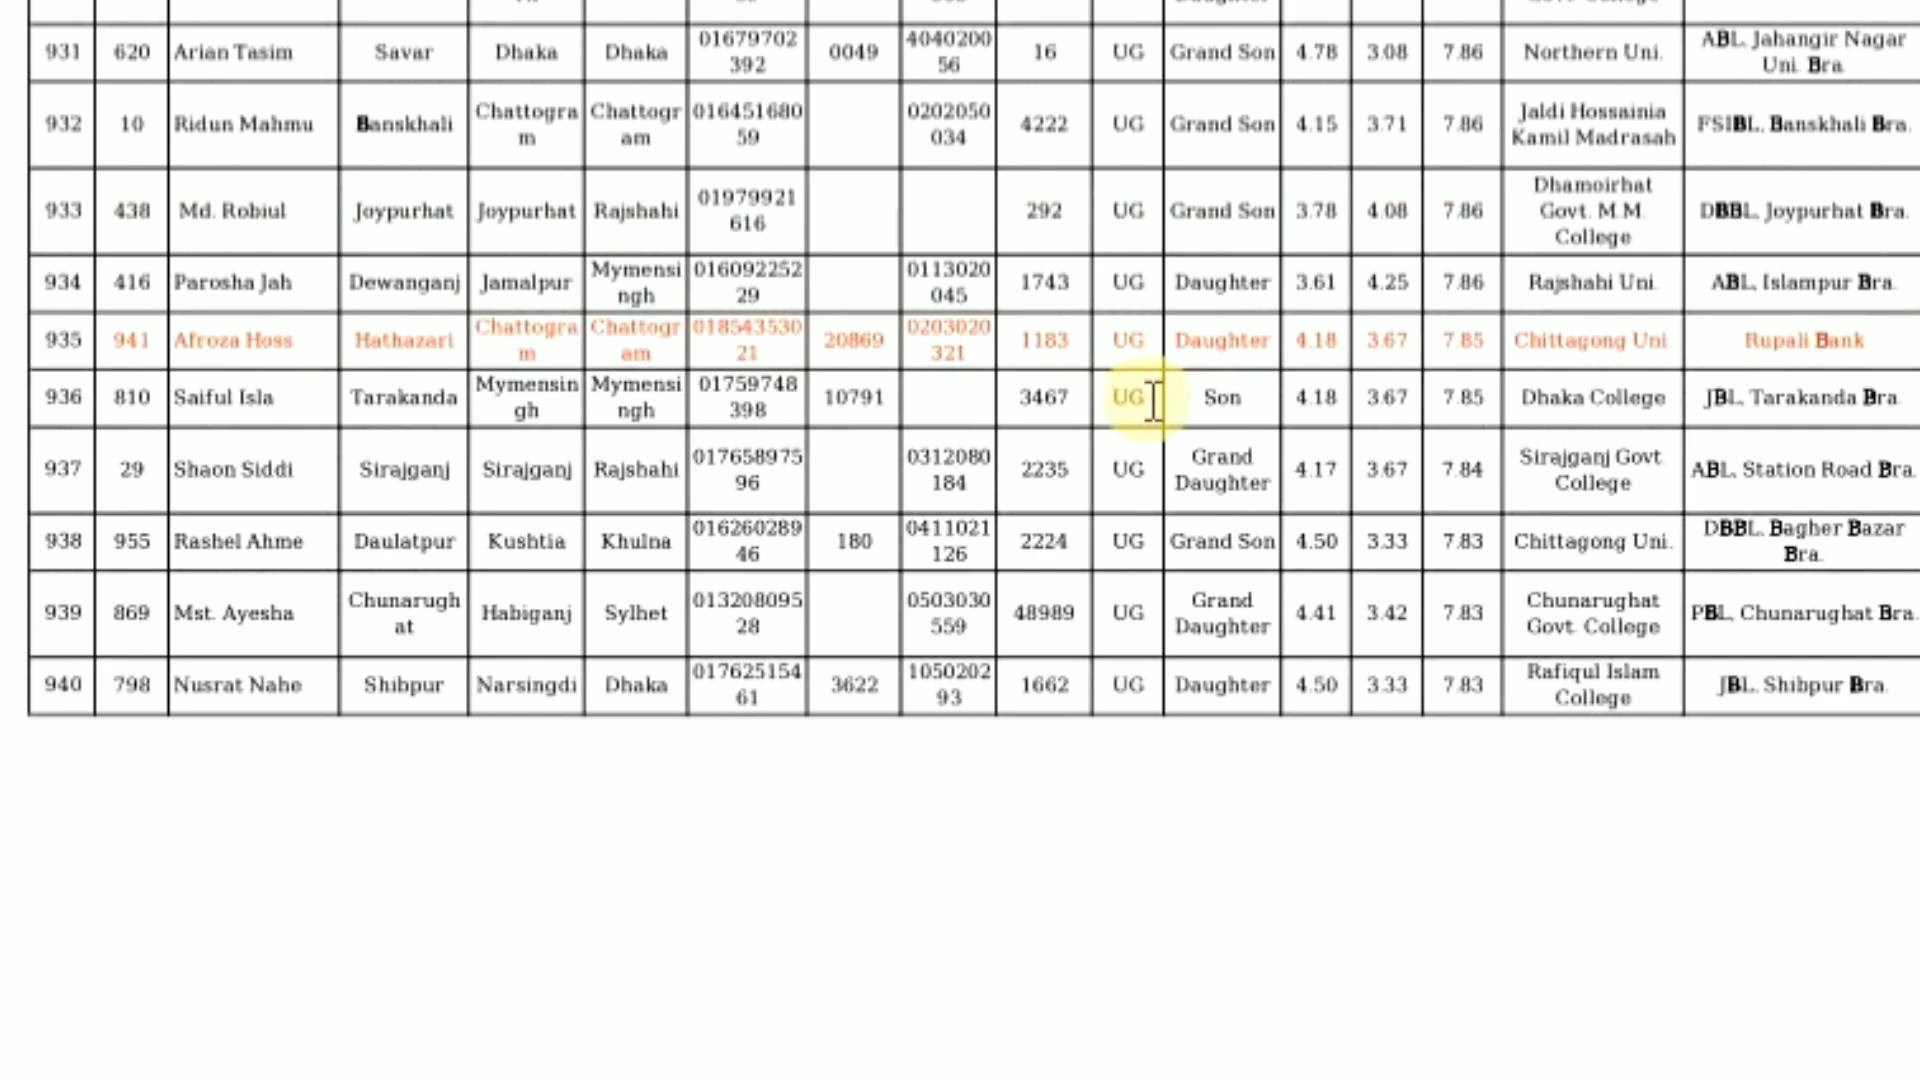 931 620 Arian Tasim Savar Dhaka Dhaka 01679702 392 0049 4040200 56 16 UG Grand Son 4.78 3.08 7.86 Northern Uni. ABL, Jahangir Nagar Uni. Bra.
932 10 Ridun Mahmu Banskhali Chattogra m Chattogr am 016451680 59 0202050 034 4222 UG Grand Son 4.15 3.71 7.86 Jaldi Hossainia Kamil Madrasah FSIBL, Banskhali Bra.
933 438 Md. Robiul Joypurhat Joypurhat Rajshahi 01979921 616 292 UG Grand Son 3.78 4.08 7.86 Dhamoirhat Govt. M.M. College DBBL, Joypurhat Bra.
934 416 Parosha Jah Dewanganj Jamalpur Mymensi ngh 016092252 29 0113020 045 1743 UG Daughter 3.61 4.25 7.86 Rajshahi Uni. ABL, Islampur Bra.
935 941 Afroza Hoss Hathazari Chattogra m Chattogr am 018543530 21 20869 0203020 321 1183 UG Daughter 4.18 3.67 7.85 Chittagong Uni. Rupali Bank
936 810 Saiful Isla Tarakanda Mymensin gh Mymensi ngh 01759748 398 10791 3467 UG Son 4.18 3.67 7.85 Dhaka College JBL, Tarakanda Bra.
937 29 Shaon Siddi Sirajganj Sirajganj Rajshahi 017658975 96 0312080 184 2235 UG Grand Daughter 4.17 3.67 7.84 Sirajganj Govt. College ABL, Station Road Bra.
938 955 Rashel Ahme Daulatpur Kushtia Khulna 016260289 46 180 0411021 126 2224 UG Grand Son 4.50 3.33 7.83 Chittagong Uni. DBBL, Bagher Bazar Bra.
939 869 Mst. Ayesha Chunarugh at Habiganj Sylhet 013208095 28 0503030 559 48989 UG Grand Daughter 4.41 3.42 7.83 Chunarughat Govt. College PBL, Chunarughat Bra.
940 798 Nusrat Nahe Shibpur Narsingdi Dhaka 017625154 61 3622 1050202 93 1662 UG Daughter 4.50 3.33 7.83 Rafiqul Islam College JBL, Shibpur Bra.